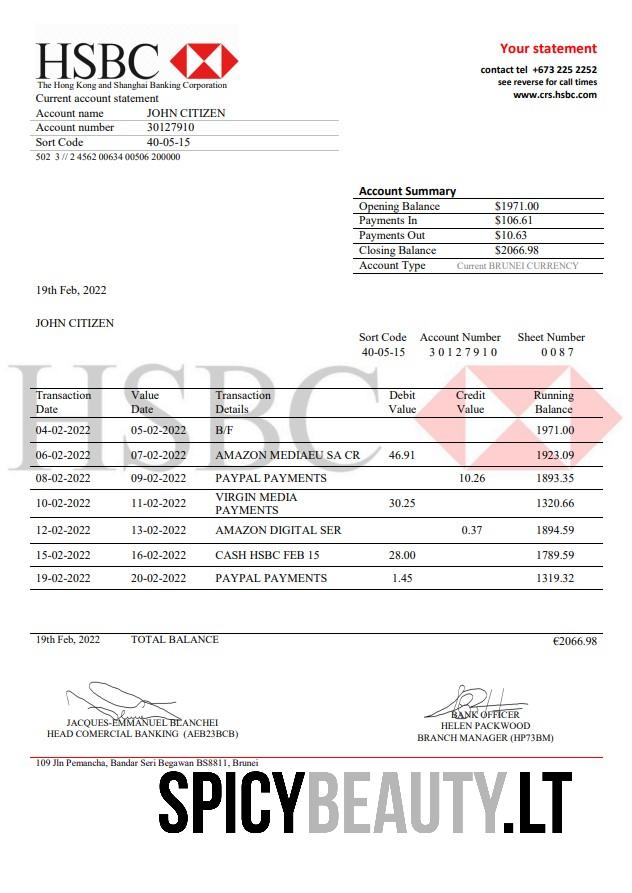 HSBC
The Hong Kong and Shanghai Banking Corporation
Current account statement
Account name JOHN CITIZEN
Account number 30127910
Sort Code 40-05-15
502 3 // 2 4562 00634 00506 200000
Your statement
contact tel +673 225 2252
see reverse for call times
www.crs.hsbc.com
Account Summary
Opening Balance $1971.00
Payments In $106.61
Payments Out $10.63
Closing Balance $2066.98
Account Type Current BRUNEI CURRENCY
19th Feb, 2022
JOHN CITIZEN
Sort Code Account Number Sheet Number
40-05-15 3 0 1 2 7 9 1 0 0 0 8 7
HSBC
Transaction Date Value Date Transaction Details Debit Value Credit Value Running Balance
04-02-2022 05-02-2022 B/F 1971.00
06-02-2022 07-02-2022 AMAZON MEDIAEU SA CR 46.91 1923.09
08-02-2022 09-02-2022 PAYPAL PAYMENTS 10.26 1893.35
10-02-2022 11-02-2022 VIRGIN MEDIA PAYMENTS 30.25 1320.66
12-02-2022 13-02-2022 AMAZON DIGITAL SER 0.37 1894.59
15-02-2022 16-02-2022 CASH HSBC FEB 15 28.00 1789.59
19-02-2022 20-02-2022 PAYPAL PAYMENTS 1.45 1319.32
19th Feb, 2022 TOTAL BALANCE €2066.98
JACQUES-EMMANUEL BLANCHEI
HEAD COMERCIAL BANKING (AEB23BCB)
BANK OFFICER
HELEN PACKWOOD
BRANCH MANAGER (HP73BM)
109 Jln Pemancha, Bandar Seri Begawan BS8811, Brunei
SPICYBEAUTY.LT